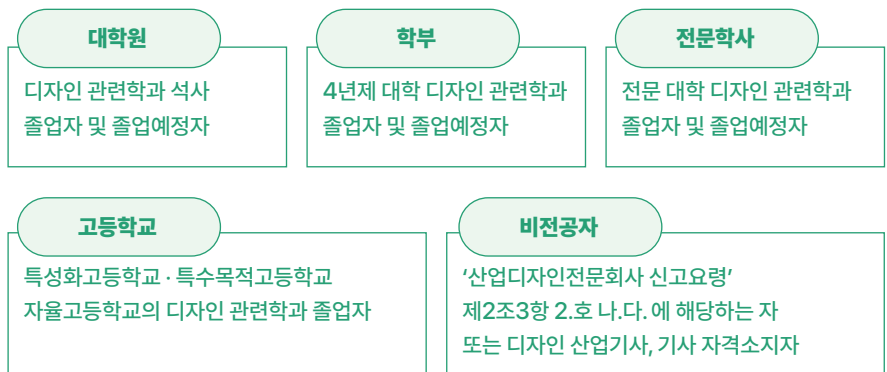 대학원
디자인 관련학과 석사
졸업자 및 졸업예정자
학부
4년제 대학 디자인 관련학과
졸업자 및 졸업예정자
전문학사
전문 대학 디자인 관련학과
졸업자 및 졸업예정자
고등학교
특성화고등학교 · 특수목적고등학교
자율고등학교의 디자인 관련학과 졸업자
비전공자
‘산업디자인전문회사 신고요령’
제2조3항 2.호 나.다. 에 해당하는 자
또는 디자인 산업기사, 기사 자격소지자